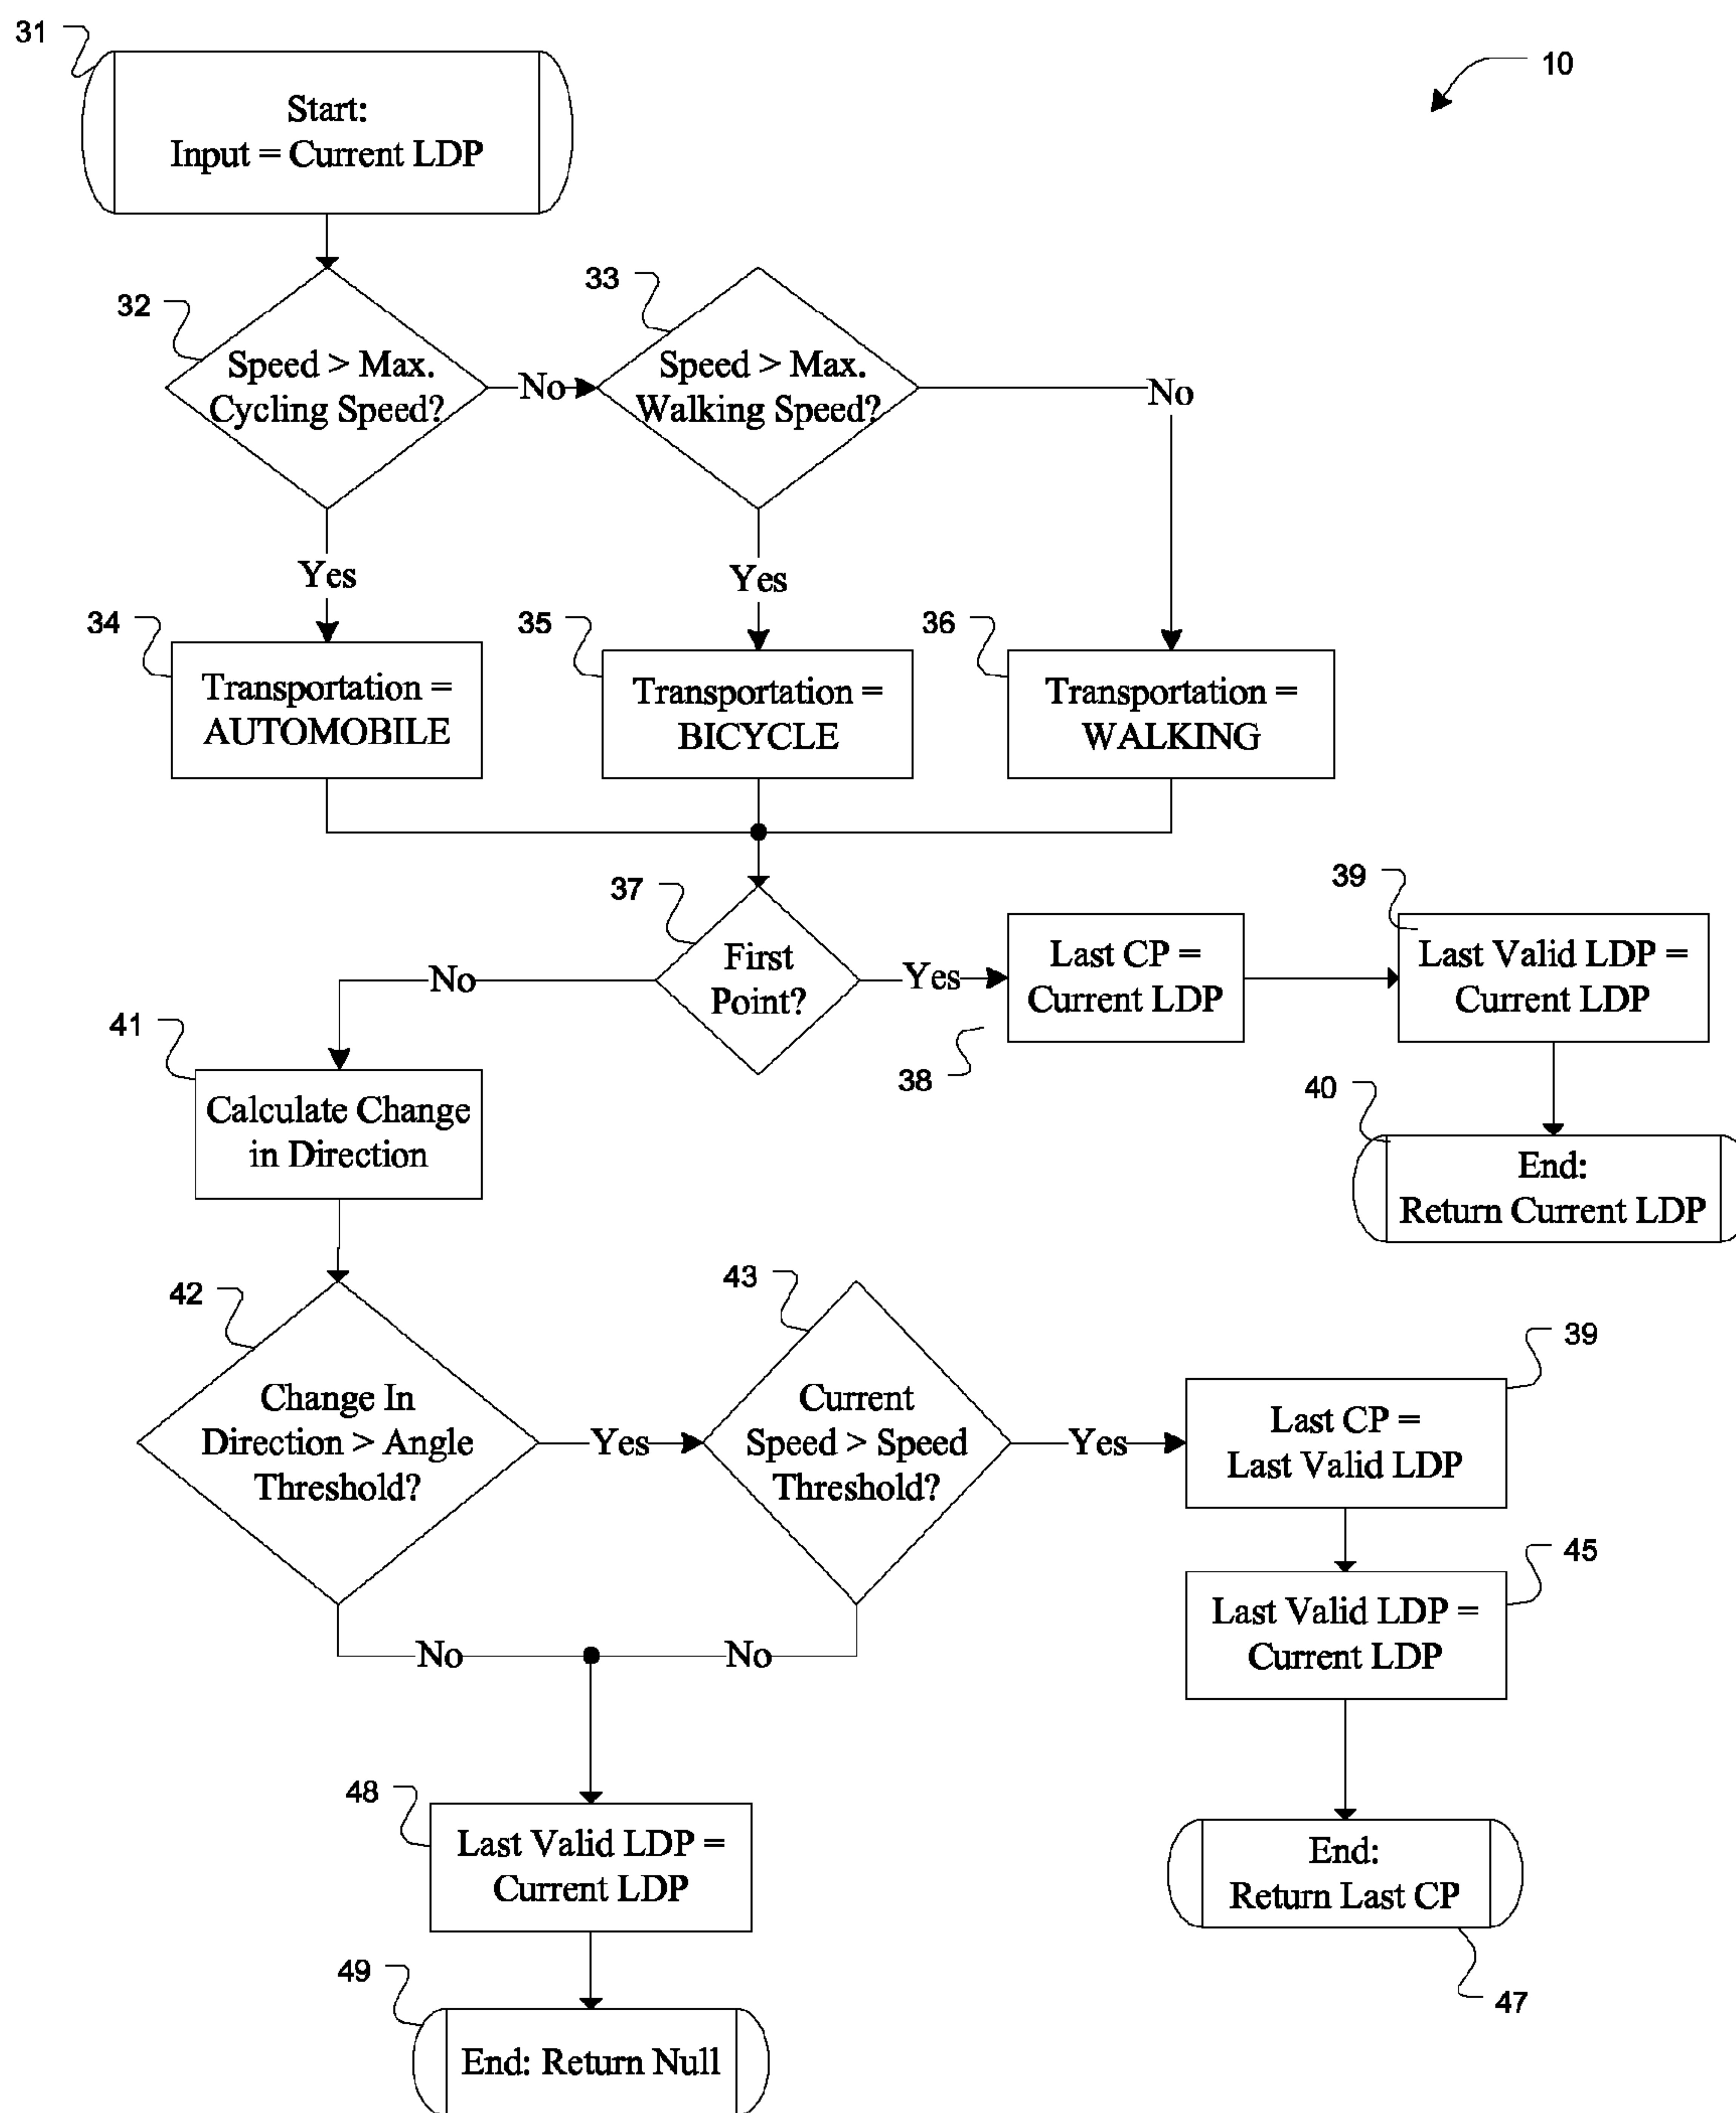 31
10
Start:
Input = Current LDP
32
33
Speed > Max.
Cycling Speed?
No
Speed > Max.
Walking Speed?
No
Yes
Yes
34
35
36
Transportation =
AUTOMOBILE
Transportation =
BICYCLE
Transportation =
WALKING
37
First
Point?
No
Yes
38
Last CP =
Current LDP
39
Last Valid LDP =
Current LDP
40
End:
Return Current LDP
41
Calculate Change
in Direction
42
Change In
Direction > Angle
Threshold?
Yes
43
Current
Speed > Speed
Threshold?
Yes
39
Last CP =
Last Valid LDP
45
Last Valid LDP =
Current LDP
No
No
48
Last Valid LDP =
Current LDP
End:
Return Last CP
47
49
End: Return Null